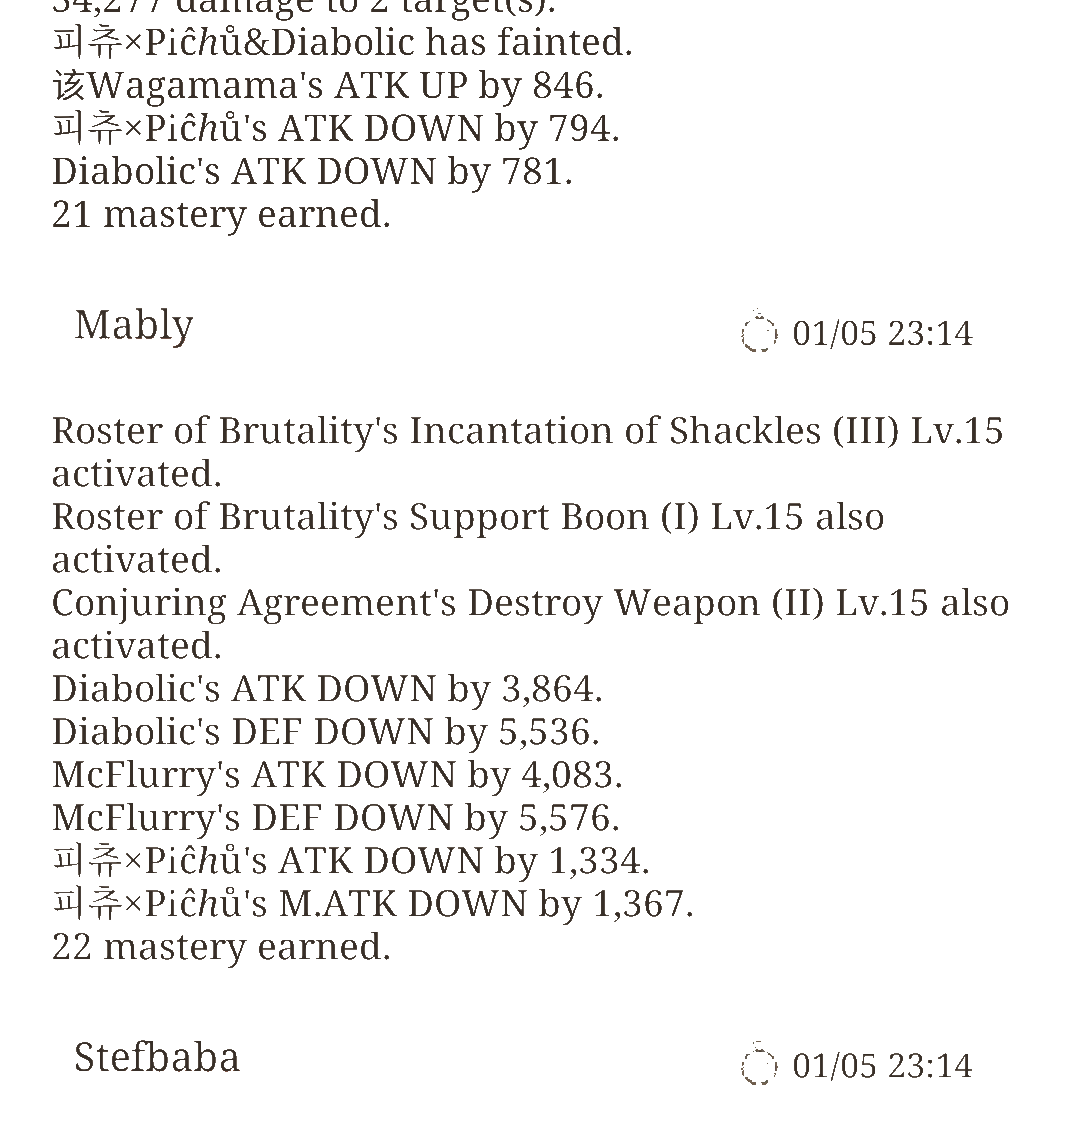 54,277 damage to 2 target(s).
피츄×Piĉhů&Diabolic has fainted.
该Wagamama's ATK UP by 846.
피츄×Piĉhů's ATK DOWN by 794.
Diabolic's ATK DOWN by 781.
21 mastery earned.
Mably
01/05 23:14
Roster of Brutality's Incantation of Shackles (III) Lv.15
activated.
Roster of Brutality's Support Boon (I) Lv.15 also
activated.
Conjuring Agreement's Destroy Weapon (II) Lv.15 also
activated.
Diabolic's ATK DOWN by 3,864.
Diabolic's DEF DOWN by 5,536.
McFlurry's ATK DOWN by 4,083.
McFlurry's DEF DOWN by 5,576.
피츄×Piĉhů's ATK DOWN by 1,334.
피츄×Piĉhů's M.ATK DOWN by 1,367.
22 mastery earned.
Stefbaba
01/05 23:14